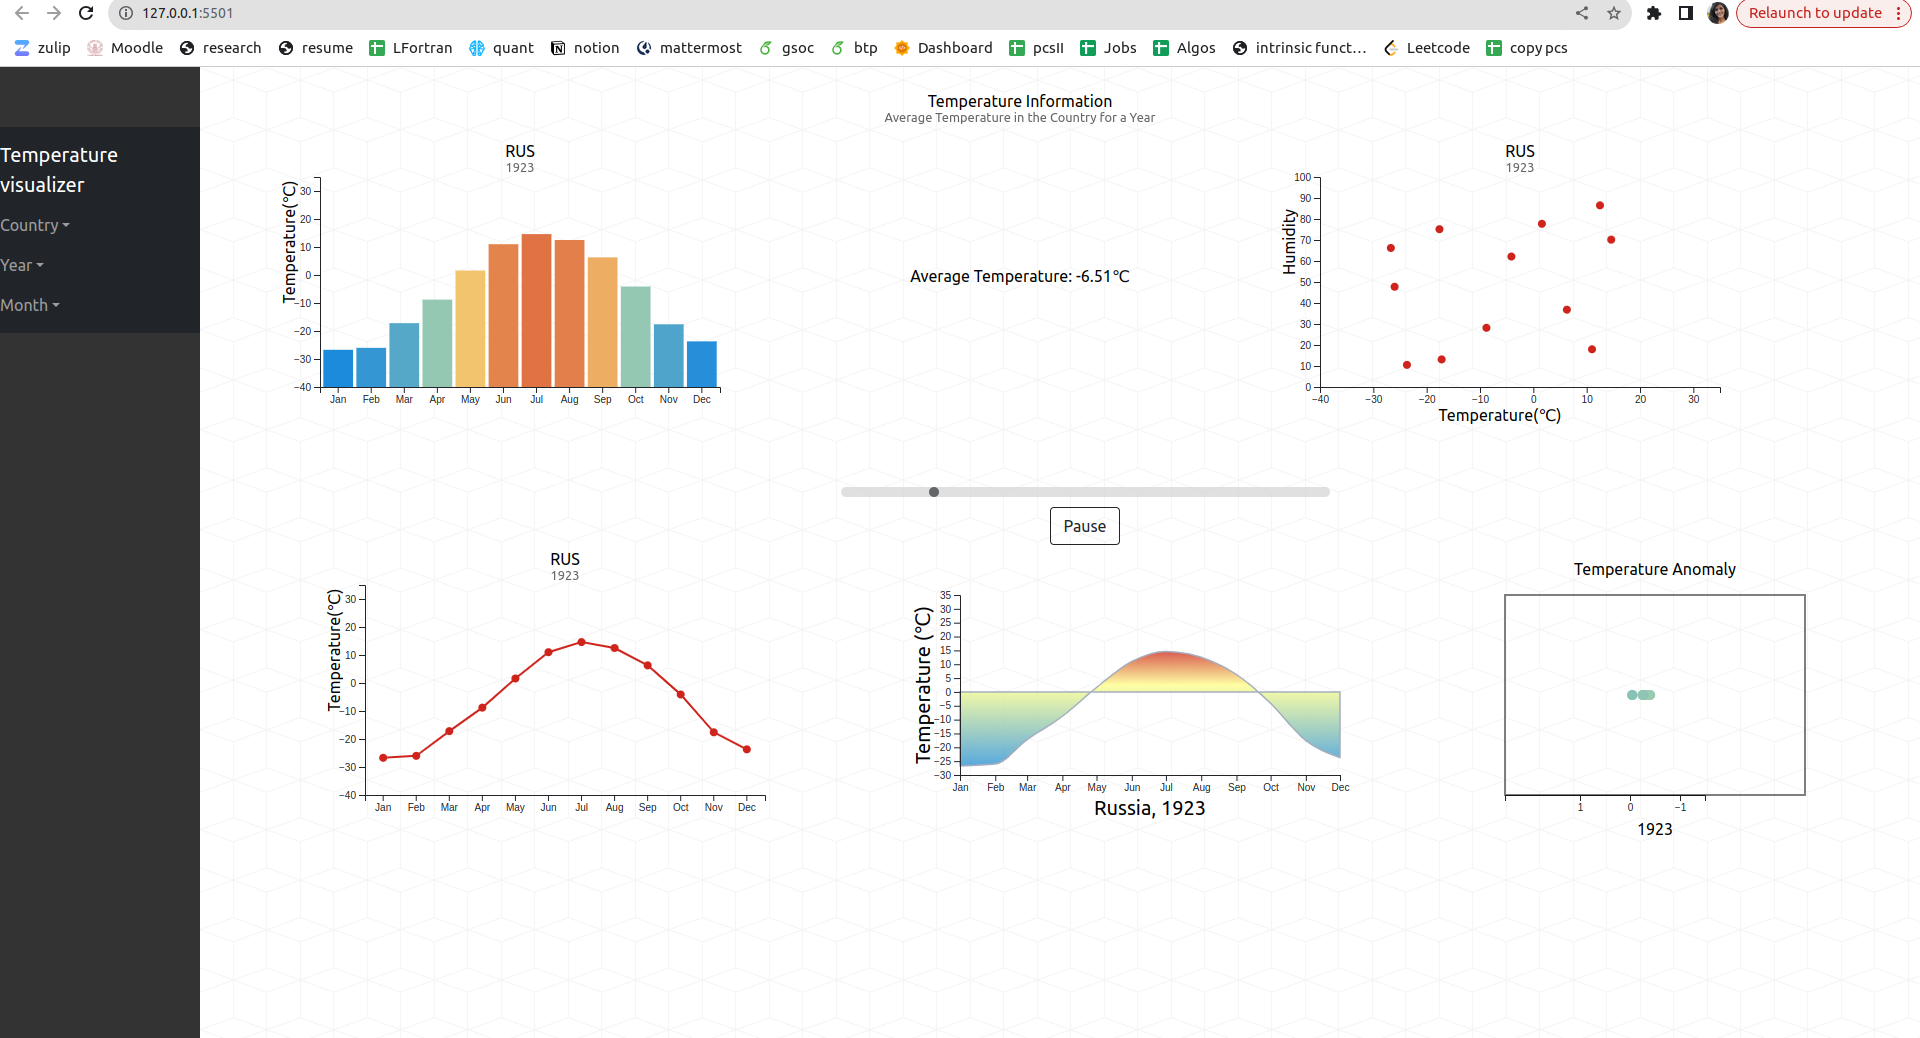 127.0.0.1:5501
Relaunch to update
zulip Moodle research resume LFortran quant notion mattermost gsoc btp Dashboard pcsII Jobs Algos intrinsic funct... Leetcode copy pcs
Temperature
visualizer
Country
Year
Month
Temperature Information
Average Temperature in the Country for a Year
RUS
1923
Temperature(°C)
30
20
10
0
−10
−20
−30
−40
Jan Feb Mar Apr May Jun Jul Aug Sep Oct Nov Dec
Average Temperature: -6.51°C
RUS
1923
Humidity
100
90
80
70
60
50
40
30
20
10
0
−40 −30 −20 −10 0 10 20 30
Temperature(°C)
Pause
RUS
1923
Temperature(°C)
30
20
10
0
−10
−20
−30
−40
Jan Feb Mar Apr May Jun Jul Aug Sep Oct Nov Dec
Temperature (°C)
35
30
25
20
15
10
5
0
−5
−10
−15
−20
−25
−30
Jan Feb Mar Apr May Jun Jul Aug Sep Oct Nov Dec
Russia, 1923
Temperature Anomaly
1 0 −1
1923